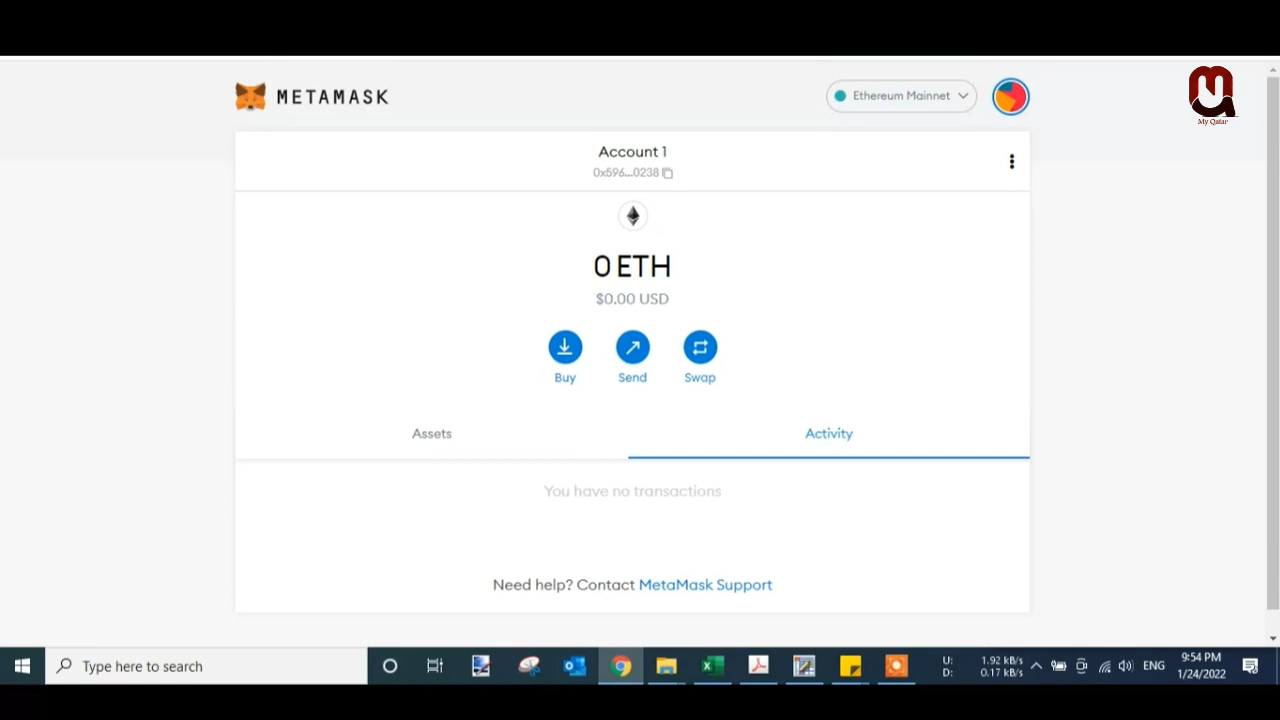 METAMASK
Ethereum Mainnet
My Qatar
Account 1
0x596...0238
0 ETH
$0.00 USD
Buy
Send
Swap
Assets
Activity
You have no transactions
Need help? Contact MetaMask Support
Type here to search
U: 1.92 kB/s
D: 0.17 kB/s
ENG
9:54 PM
1/24/2022